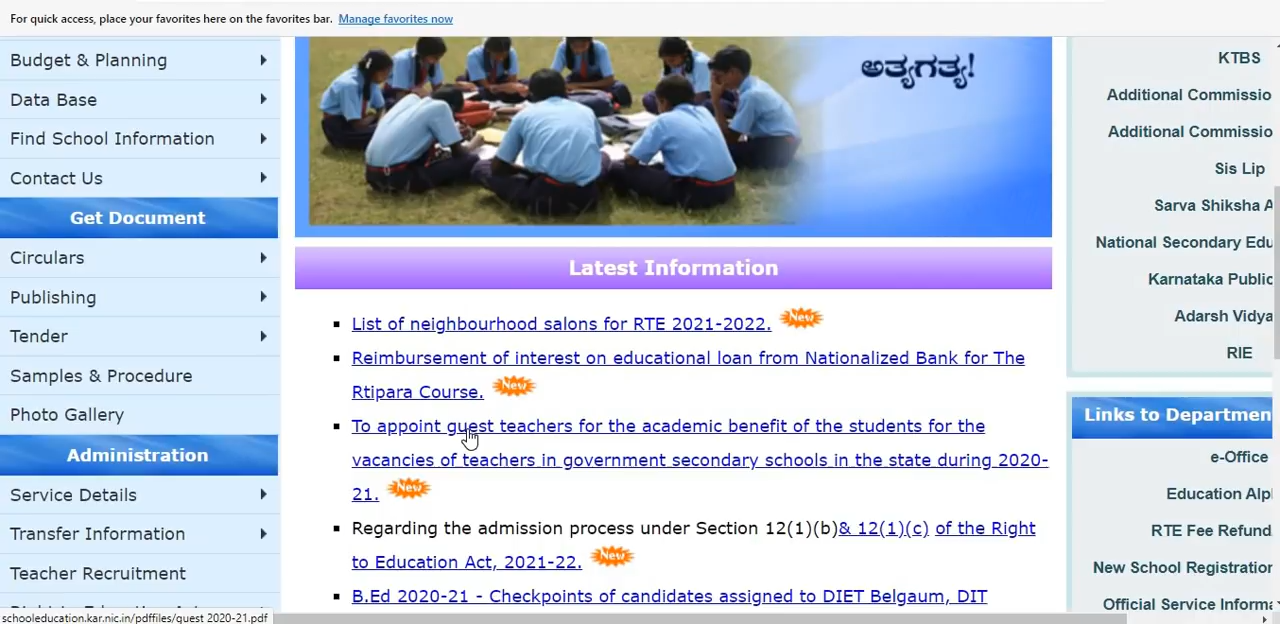 For quick access, place your favorites here on the favorites bar. Manage favorites now
Budget & Planning
Data Base
Find School Information
Contact Us
Get Document
Circulars
Publishing
Tender
Samples & Procedure
Photo Gallery
Administration
Service Details
Transfer Information
Teacher Recruitment
schooleducation.kar.nic.in/pdffiles/quest 2020-21.pdf
ಅತ್ಯಗತ್ಯ!
Latest Information
List of neighbourhood salons for RTE 2021-2022. New
Reimbursement of interest on educational loan from Nationalized Bank for The
Rtipara Course. New
To appoint guest teachers for the academic benefit of the students for the
vacancies of teachers in government secondary schools in the state during 2020-
21. New
Regarding the admission process under Section 12(1)(b)& 12(1)(c) of the Right
to Education Act, 2021-22. New
B.Ed 2020-21 - Checkpoints of candidates assigned to DIET Belgaum, DIT
KTBS
Additional Commissio
Additional Commissio
Sis Lip
Sarva Shiksha A
National Secondary Edu
Karnataka Public
Adarsh Vidya
RIE
Links to Departmen
e-Office
Education Alp
RTE Fee Refund
New School Registration
Official Service Informa